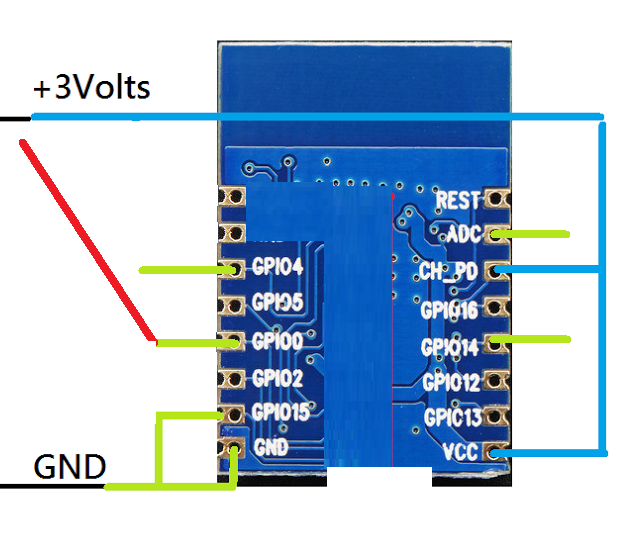 +3Volts
REST
ADC
GPIO4
CH_PD
GPIO5
GPIO16
GPIO0
GPIO14
GPIO2
GPIO12
GPIO15
GPIO13
GND
VCC
GND